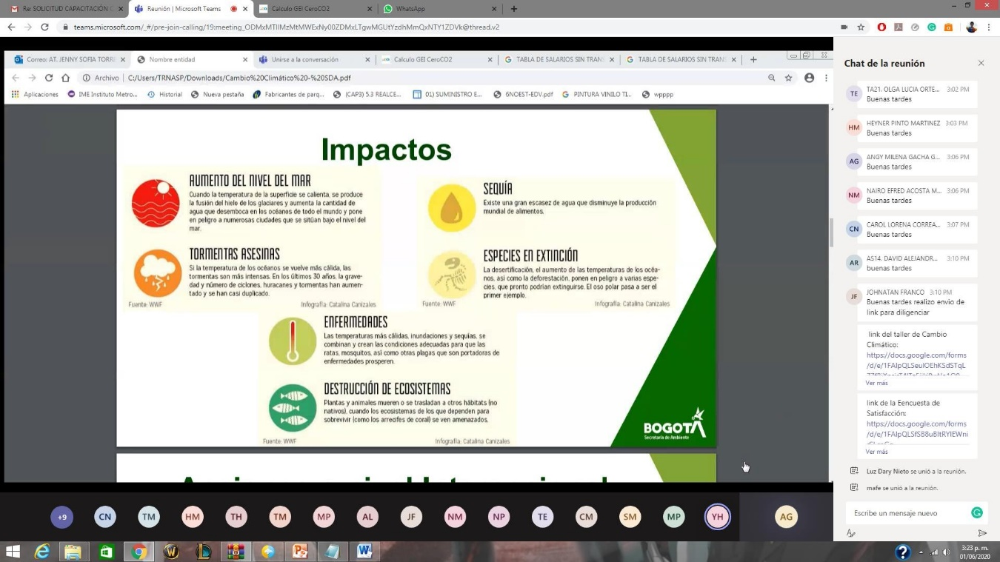 Re: SOLICITUD CAPACITACIÓN C
Reunión | Microsoft Teams
Calculo GEI CeroCO2
WhatsApp
teams.microsoft.com/_#/pre-join-calling/19:meeting_ODMxMTllMzMtMWExNy00ZDMxLTgwMGUtYzdhMmQxNTY1ZDVk@thread.v2
Correo: AT. JENNY SOFIA TORR
Nombre entidad
Unirse a la conversación
Calculo GEI CeroCO2
TABLA DE SALARIOS SIN TRAN
TABLA DE SALARIOS SIN TRAN
Archivo
C:/Users/TRNASP/Downloads/Cambio%20Climático%20-%20SDA.pdf
Aplicaciones
IME Instituto Metro...
Historial
Nueva pestaña
Fabricantes de parq...
(CAP3) 5.3 REALCE...
01) SUMINISTRO E...
6NOEST-EDV.pdf
PINTURA VINILO TI...
wpppp
Impactos
AUMENTO DEL NIVEL DEL MAR
Cuando la temperatura de la superficie se calienta, se produce
la fusión del hielo de los glaciares y aumenta la cantidad de
agua que desemboca en los océanos de todo el mundo y pone
en peligro a numerosas ciudades que se sitúan bajo el nivel del
mar.
TORMENTAS ASESINAS
Si la temperatura de los océanos se vuelve más cálida, las
tormentas son más intensas. En los últimos 30 años, la grave-
dad y número de ciclones, huracanes y tormentas han aumen-
tado y se han casi duplicado.
Fuente: WWF
Infografía: Catalina Canizales
SEQUÍA
Existe una gran escasez de agua que disminuye la producción
mundial de alimentos.
ESPECIES EN EXTINCIÓN
La desertificación, el aumento de las temperaturas de los océa-
nos, así como la deforestación, ponen en peligro a varias espe-
cies, que pronto podrían extinguirse. El oso polar pasa a ser el
primer ejemplo.
Fuente: WWF
Infografía: Catalina Canizales
ENFERMEDADES
Las temperaturas más cálidas, inundaciones y sequías, se
combinan y crean las condiciones adecuadas para que las
ratas, mosquitos, así como otras plagas que son portadoras de
enfermedades prosperen.
DESTRUCCIÓN DE ECOSISTEMAS
Plantas y animales mueren o se trasladan a otros hábitats (no
nativos), cuando los ecosistemas de los que dependen para
sobrevivir (como los arrecifes de coral) se ven amenazados.
Fuente: WWF
Infografía: Catalina Canizales
BOGOTÁ
Secretaría de Ambiente
Chat de la reunión
TE
TA21. OLGA LUCIA ORTE... 3:02 PM
Buenas tardes
HM
HEYNER PINTO MARTINEZ 3:03 PM
Buenas tardes
AG
ANGY MILENA GACHA G... 3:06 PM
Buenas tardes
NM
NAIRO EFRED ACOSTA M... 3:06 PM
Buenas tardes
CN
CAROL LORENA CORREA... 3:07 PM
Buenas tardes
AR
AS14. DAVID ALEJANDR... 3:10 PM
buenas tardes
JF
JOHNATAN FRANCO 3:10 PM
Buenas tardes realizo envio de
link para diligenciar
link del taller de Cambio
Climático:
https://docs.google.com/forms
/d/e/1FAIpQLSeulOEhKSdSTqL
Ver más
link de la Eencuesta de
Satisfacción:
https://docs.google.com/forms
/d/e/1FAIpQLSfSB8uBltRYlEWni
Ver más
Luz Dary Nieto se unió a la reunión.
mafe se unió a la reunión.
Escribe un mensaje nuevo
+9 CN TM HM TH TM MP AL JF NM NP TE CM SM MP YH AG
3:23 p. m.
01/06/2020